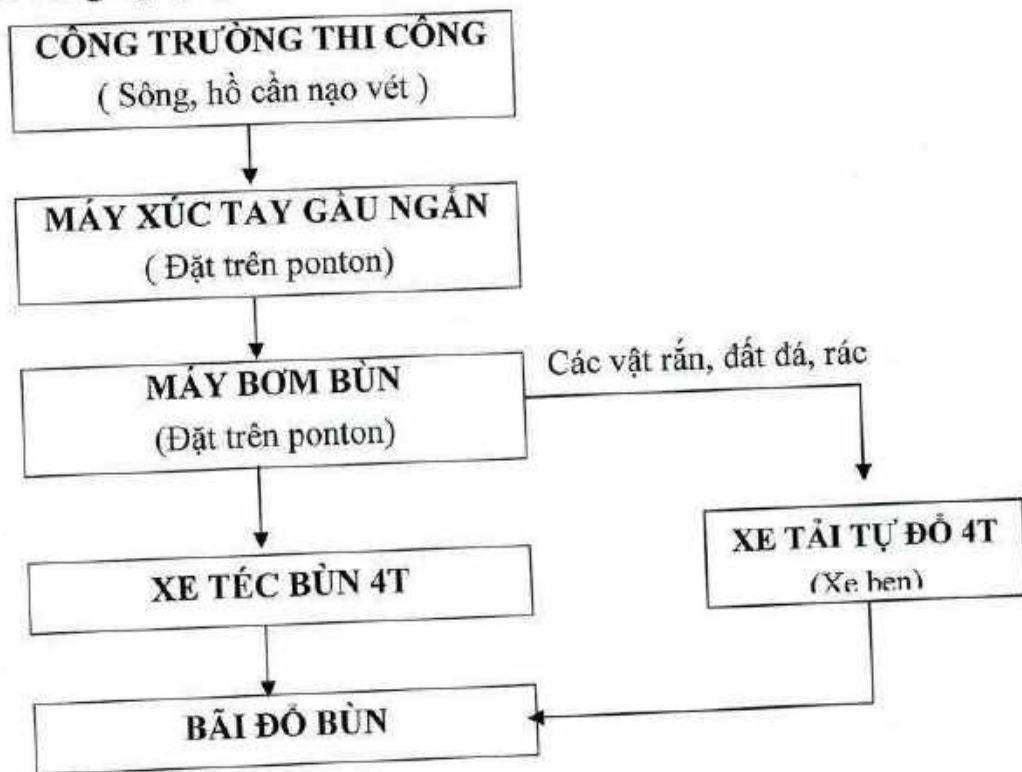 CÔNG TRƯỜNG THI CÔNG
( Sông, hồ cần nạo vét )
MÁY XÚC TAY GẦU NGẮN
( Đặt trên ponton)
MÁY BƠM BÙN
(Đặt trên ponton)
Các vật rắn, đất đá, rác
XE TÉC BÙN 4T
XE TẢI TỰ ĐỔ 4T
(Xe ben)
BÃI ĐỔ BÙN